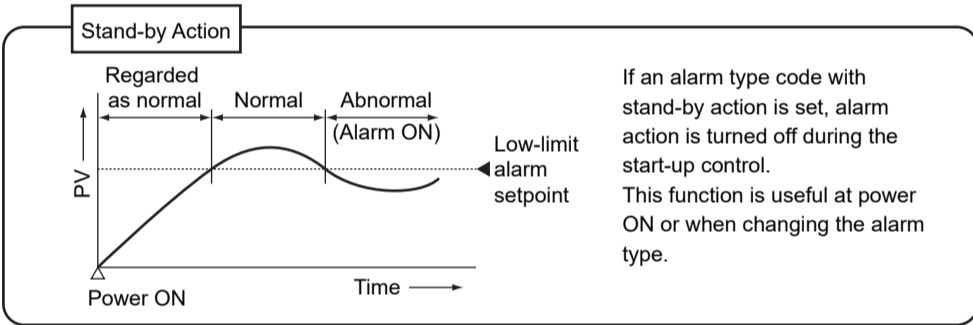 Stand-by Action
Regarded
as normal
Normal
Abnormal
(Alarm ON)
PV
Low-limit
alarm
setpoint
Time
Power ON
If an alarm type code with
stand-by action is set, alarm
action is turned off during the
start-up control.
This function is useful at power
ON or when changing the alarm
type.